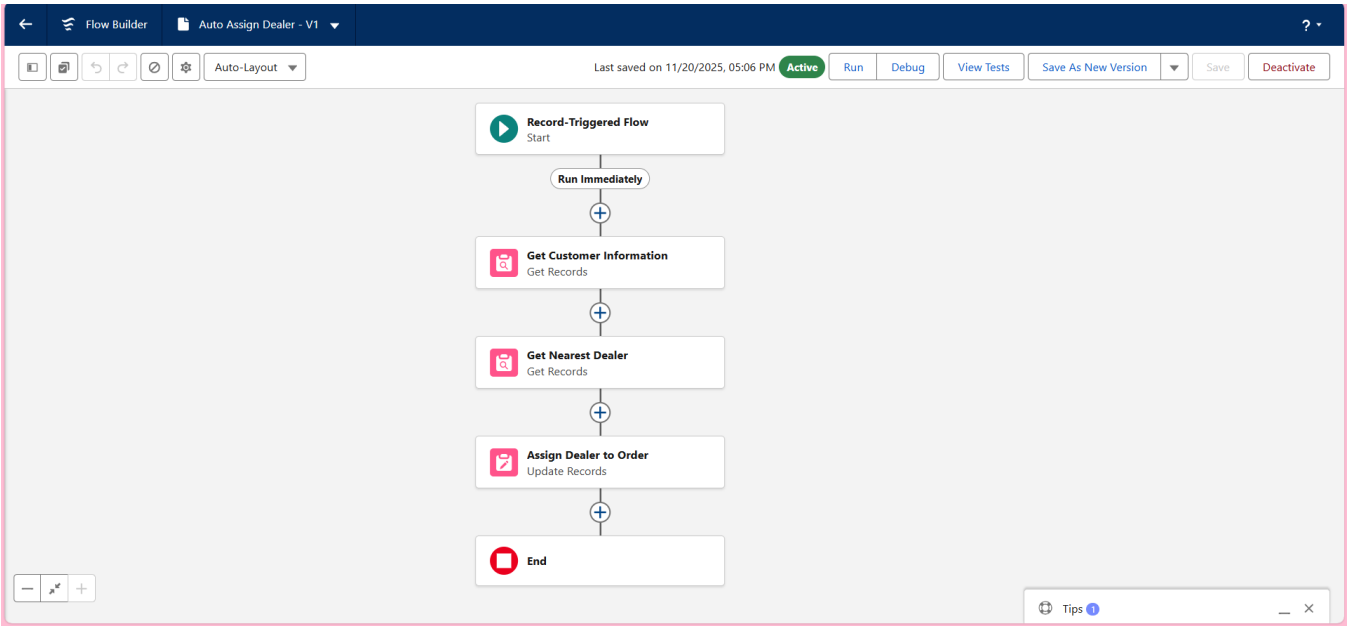 Flow Builder
Auto Assign Dealer - V1
?
Auto-Layout
Last saved on 11/20/2025, 05:06 PM
Active
Run
Debug
View Tests
Save As New Version
Save
Deactivate
Record-Triggered Flow
Start
Run Immediately
Get Customer Information
Get Records
Get Nearest Dealer
Get Records
Assign Dealer to Order
Update Records
End
Tips 1